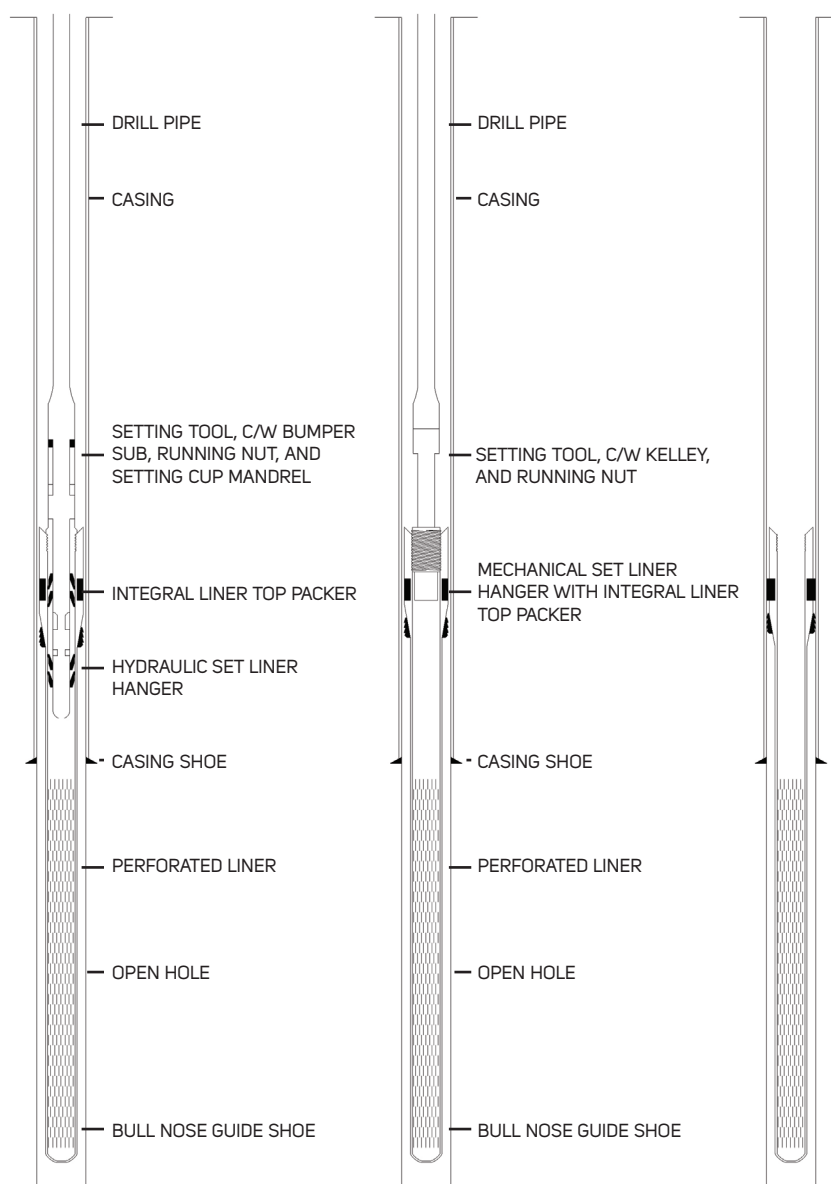 DRILL PIPE
CASING
SETTING TOOL, C/W BUMPER
SUB, RUNNING NUT, AND
SETTING CUP MANDREL
INTEGRAL LINER TOP PACKER
HYDRAULIC SET LINER
HANGER
CASING SHOE
PERFORATED LINER
OPEN HOLE
BULL NOSE GUIDE SHOE
DRILL PIPE
CASING
SETTING TOOL, C/W KELLEY,
AND RUNNING NUT
MECHANICAL SET LINER
HANGER WITH INTEGRAL LINER
TOP PACKER
CASING SHOE
PERFORATED LINER
OPEN HOLE
BULL NOSE GUIDE SHOE